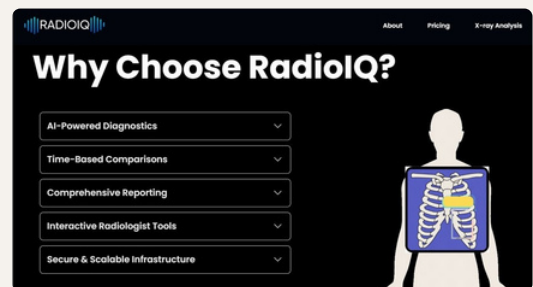 RADIOIQ
About Pricing X-ray Analysis
Why Choose RadioIQ?
AI-Powered Diagnostics
Time-Based Comparisons
Comprehensive Reporting
Interactive Radiologist Tools
Secure & Scalable Infrastructure